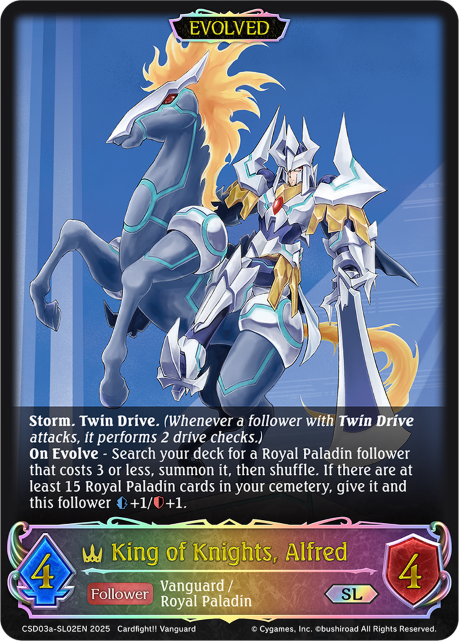 EVOLVED
Storm. Twin Drive. (Whenever a follower with Twin Drive
attacks, it performs 2 drive checks.)
On Evolve - Search your deck for a Royal Paladin follower
that costs 3 or less, summon it, then shuffle. If there are at
least 15 Royal Paladin cards in your cemetery, give it and
this follower +1/+1.
King of Knights, Alfred
4
Follower
Vanguard /
Royal Paladin
SL
4
CSD03a-SL02EN 2025 Cardfight!! Vanguard © Cygames, Inc. ©bushiroad All Rights Reserved.